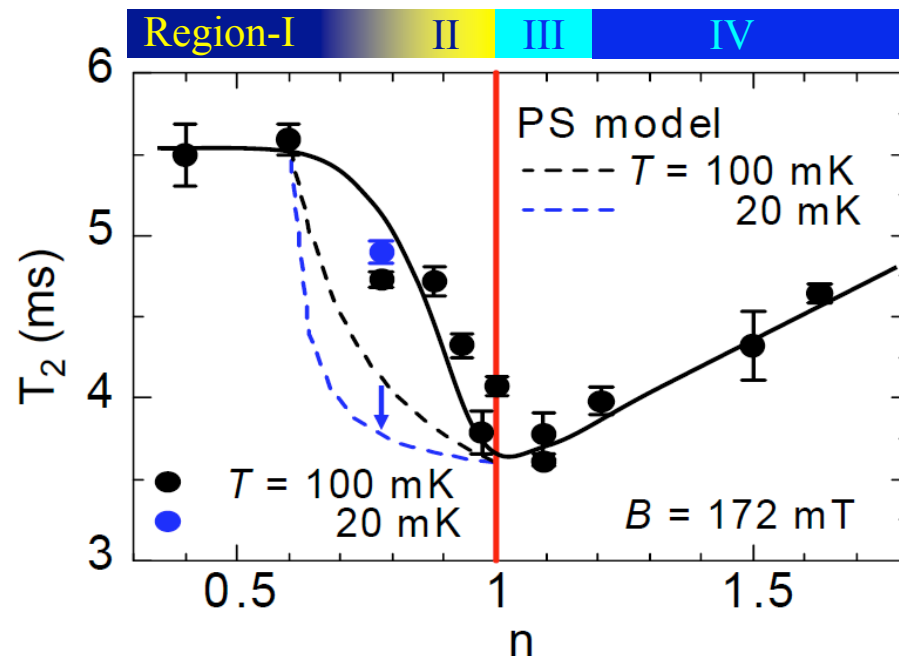 Region-I II III IV
6
5
4
3
T2 (ms)
PS model
T = 100 mK
20 mK
T = 100 mK
20 mK
B = 172 mT
0.5 1 1.5
n